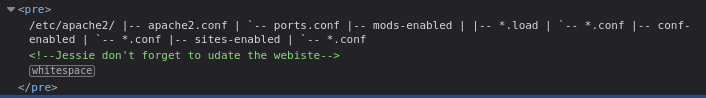 <pre>
/etc/apache2/ |-- apache2.conf | `-- ports.conf |-- mods-enabled | |-- *.load | `-- *.conf |-- conf-
enabled | `-- *.conf |-- sites-enabled | `-- *.conf
<!--Jessie don't forget to udate the webiste-->
whitespace
</pre>